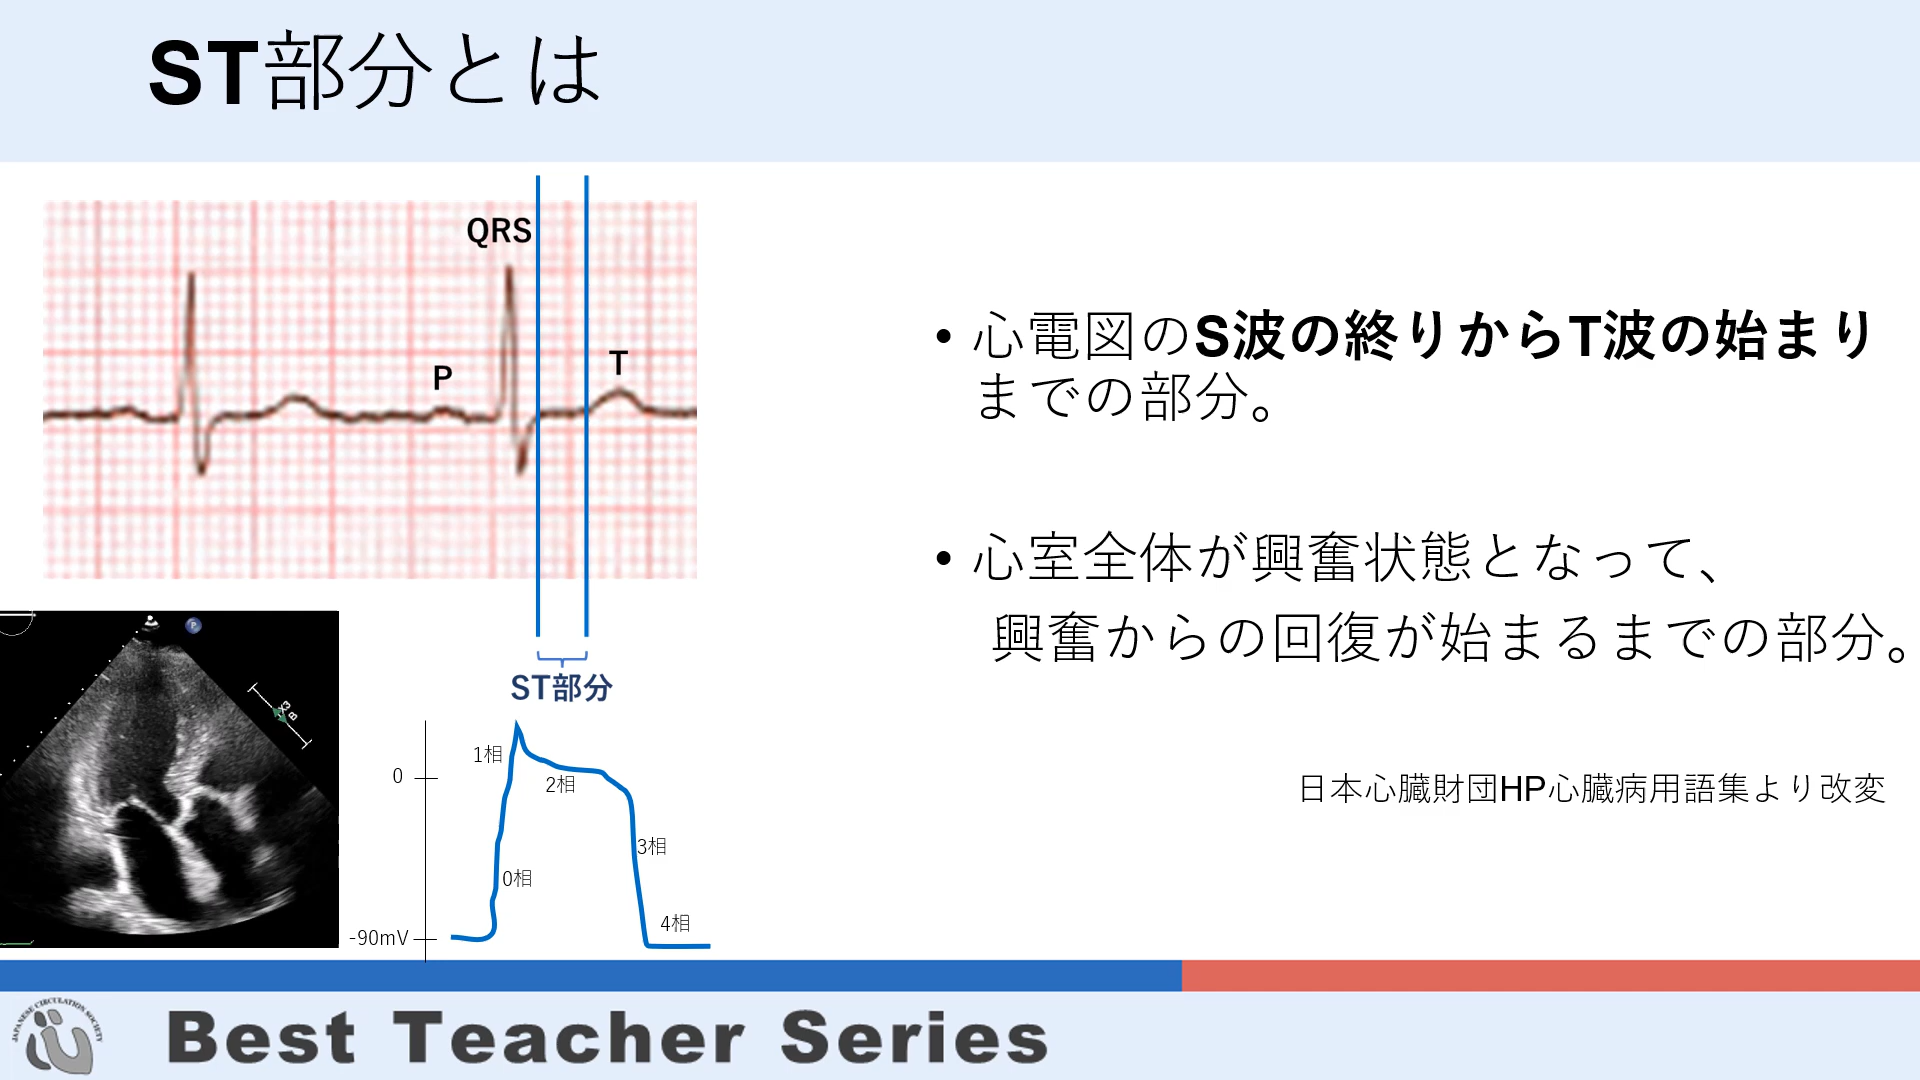 ST部分とは
QRS
P
T
• 心電図のS波の終りからT波の始まり
までの部分。
• 心室全体が興奮状態となって、
興奮からの回復が始まるまでの部分。
日本心臓財団HP心臓病用語集より改変
P
X3
B
ST部分
1相
0
2相
3相
0相
4相
-90mV
JAPANESE CIRCULATION SOCIETY
Best Teacher Series